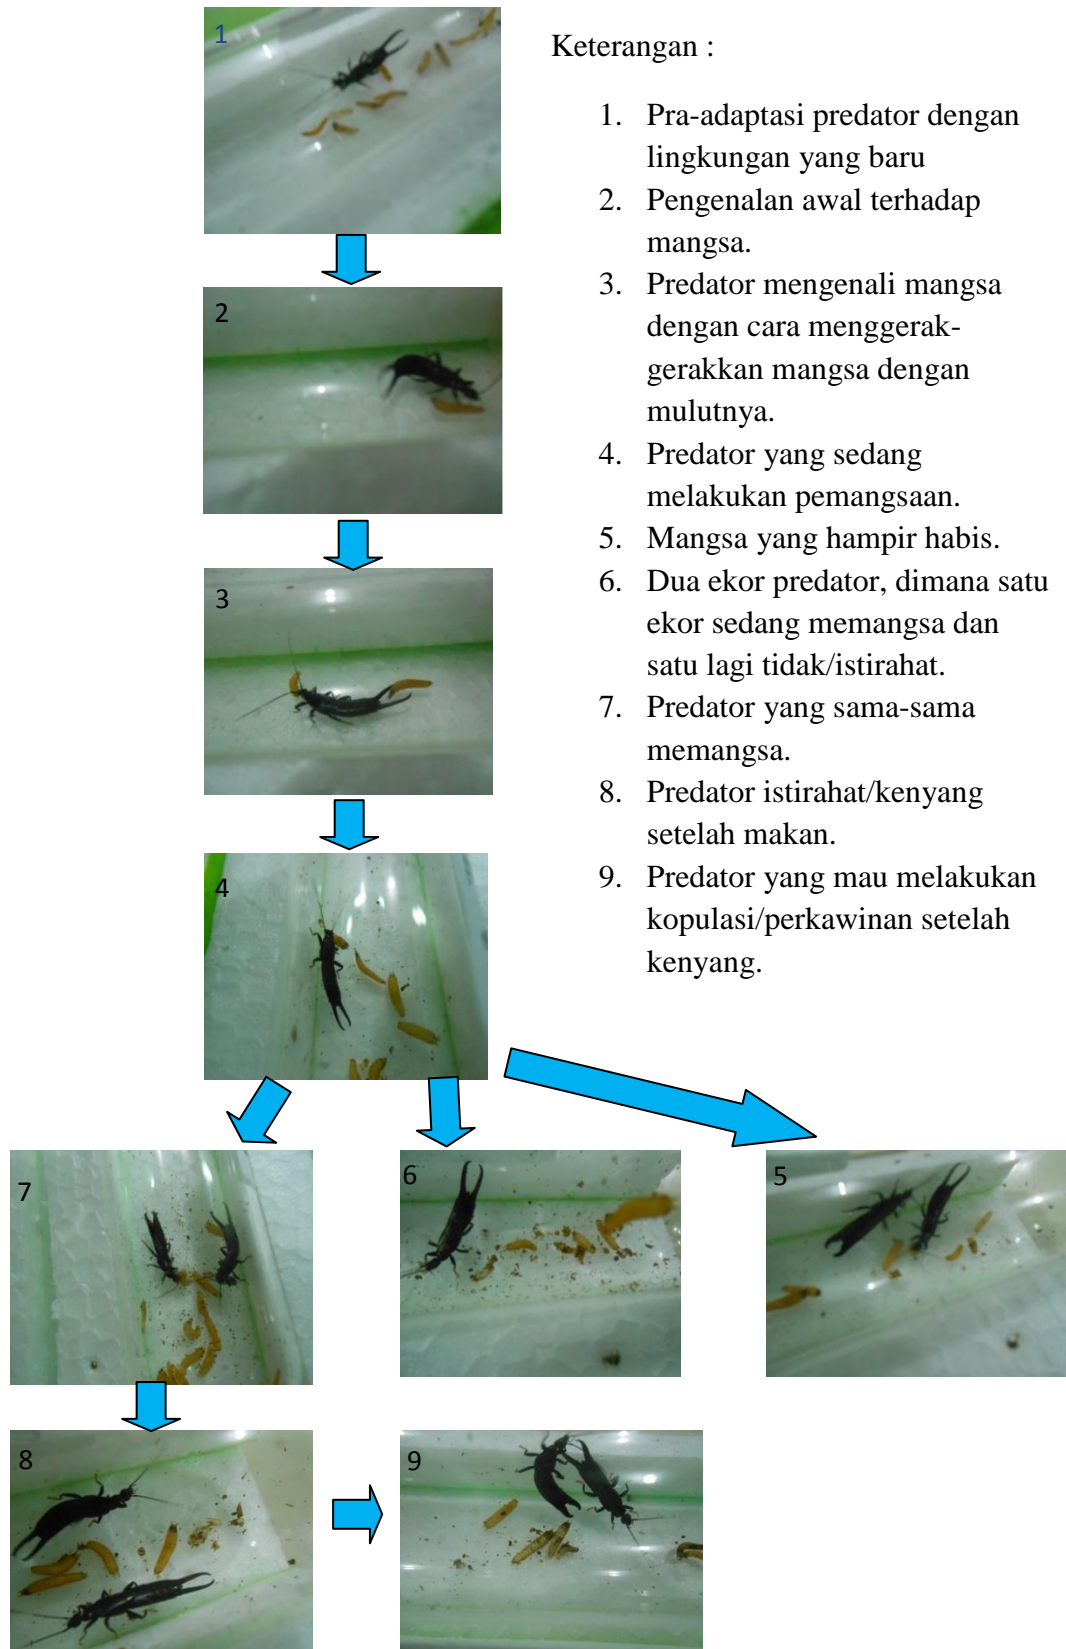 1
Keterangan :
1. Pra-adaptasi predator dengan
lingkungan yang baru
2. Pengenalan awal terhadap
mangsa.
3. Predator mengenali mangsa
dengan cara menggerak-
gerakkan mangsa dengan
mulutnya.
4. Predator yang sedang
melakukan pemangsaan.
5. Mangsa yang hampir habis.
6. Dua ekor predator, dimana satu
ekor sedang memangsa dan
satu lagi tidak/istirahat.
7. Predator yang sama-sama
memangsa.
8. Predator istirahat/kenyang
setelah makan.
9. Predator yang mau melakukan
kopulasi/perkawinan setelah
kenyang.
2
3
4
7
6
5
8
9